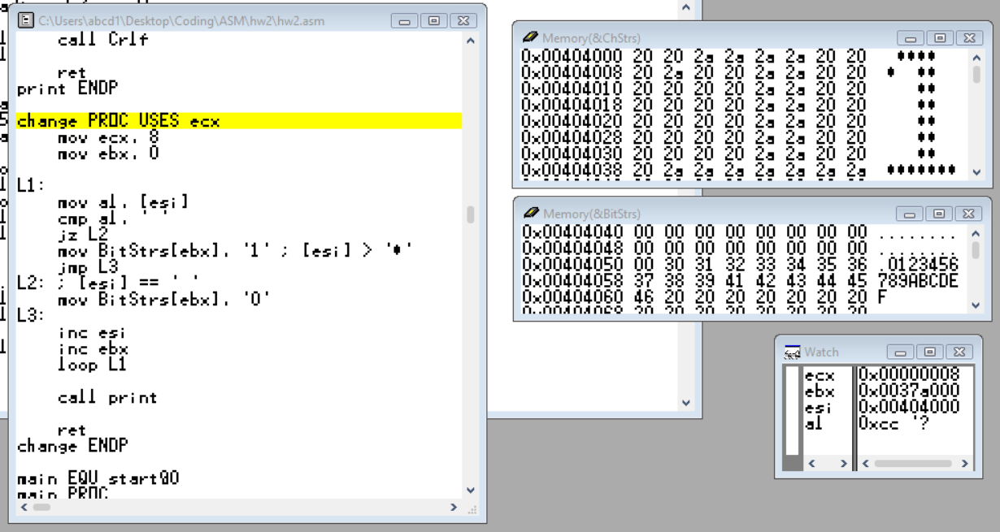 C:\Users\abcd1\Desktop\Coding\ASM\hw2\hw2.asm
call Crlf
ret
print ENDP
change PROC USES ecx
mov ecx, 8
mov ebx, 0
L1:
mov al, [esi]
cmp al, ' '
jz L2
mov BitStrs[ebx], '1' ; [esi] > '*'
jmp L3
L2: ; [esi] == ' '
mov BitStrs[ebx], '0'
L3:
inc esi
inc ebx
loop L1
call print
ret
change ENDP
main EQU start@0
main PROC
Memory(&ChStrs)
0x00404000 20 20 2a 2a 2a 2a 20 20 ****
0x00404008 20 2a 20 20 2a 2a 20 20 * **
0x00404010 20 20 20 20 2a 2a 20 20 **
0x00404018 20 20 20 20 2a 2a 20 20 **
0x00404020 20 20 20 20 2a 2a 20 20 **
0x00404028 20 20 20 20 2a 2a 20 20 **
0x00404030 20 20 20 20 2a 2a 20 20 **
0x00404038 20 2a 2a 2a 2a 2a 2a 2a *******
Memory(&BitStrs)
0x00404040 00 00 00 00 00 00 00 00 ........
0x00404048 00 00 00 00 00 00 00 00 ........
0x00404050 00 30 31 32 33 34 35 36 .0123456
0x00404058 37 38 39 41 42 43 44 45 789ABCDE
0x00404060 46 20 20 20 20 20 20 20 F
0x00404068 20 20 20 20 20 20 20 20
Watch
ecx 0x00000008
ebx 0x0037a000
esi 0x00404000
al 0xcc '?